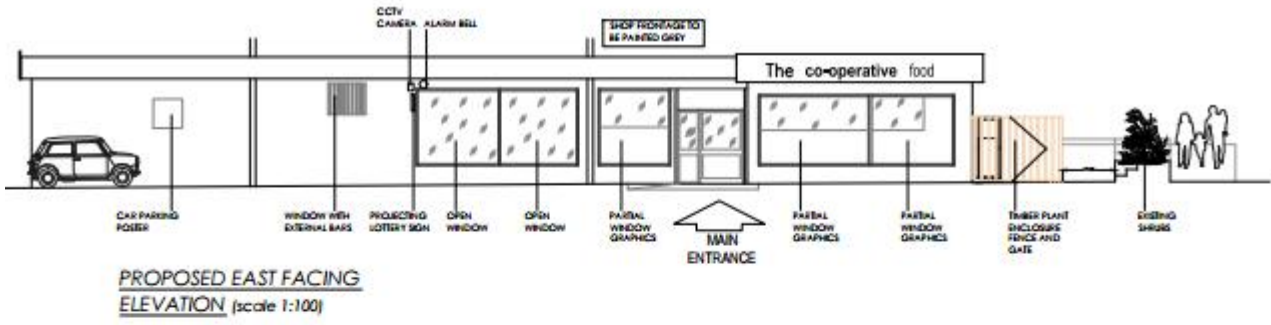 CCTV
CAMERA ALARM BELL
SHOP FRONTAGE TO
BE PAINTED GREY
The co-operative food
CAR PARKING
POSTER
WINDOW WITH
EXTERNAL BARS
PROJECTING
LOTTERY SIGN
OPEN
WINDOW
OPEN
WINDOW
PARTIAL
WINDOW
GRAPHICS
MAIN
ENTRANCE
PARTIAL
WINDOW
GRAPHICS
PARTIAL
WINDOW
GRAPHICS
TIMBER PLANT
ENCLOSURE
FENCE AND
GATE
EXISTING
SHRUBS
PROPOSED EAST FACING
ELEVATION (scale 1:100)